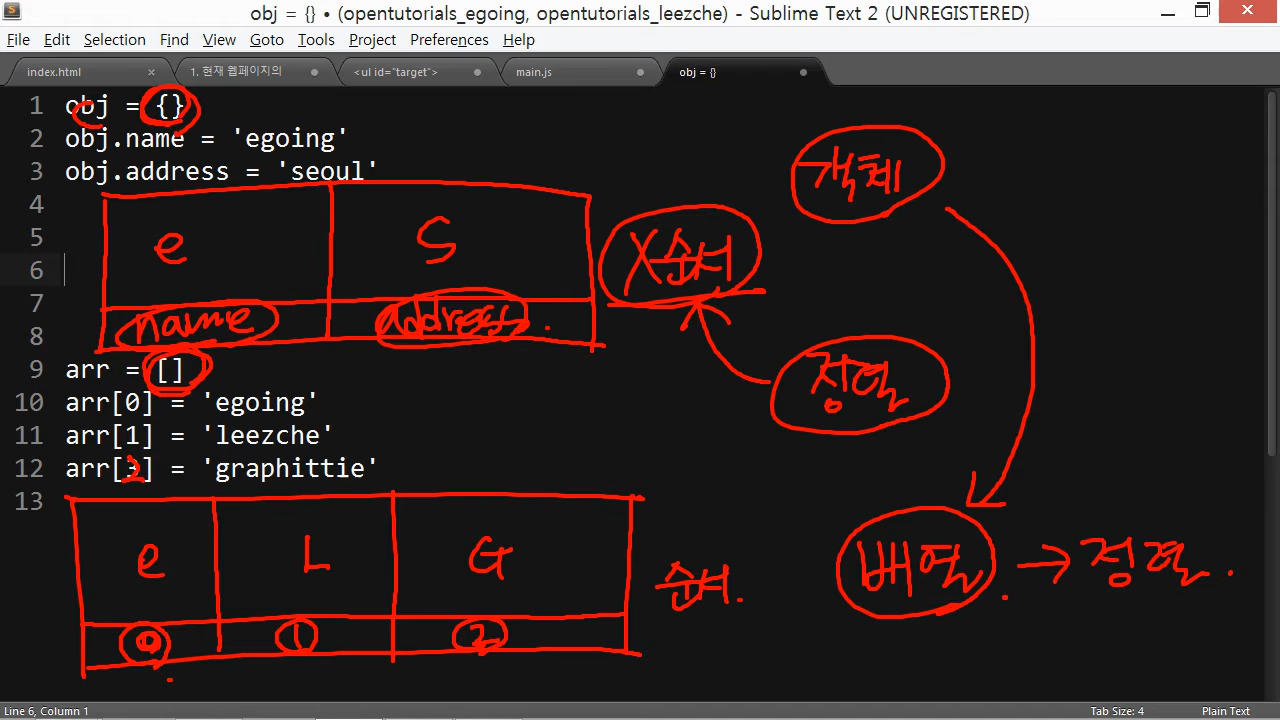 obj = {} • (opentutorials_egoing, opentutorials_leezche) - Sublime Text 2 (UNREGISTERED)
File Edit Selection Find View Goto Tools Project Preferences Help
index.html × 1. 현재 웹페이지의 <ul id="target"> main.js obj = {}
1 obj = {}
2 obj.name = 'egoing'
3 obj.address = 'seoul'
객체
4
5 e S X순서
6
7
8 name address.
9 arr = []
정렬
10 arr[0] = 'egoing'
11 arr[1] = 'leezche'
12 arr[3] = 'graphittie'
13
e L G 순서. 배열 → 정렬.
0 1 2
Line 6, Column 1 Tab Size: 4 Plain Text